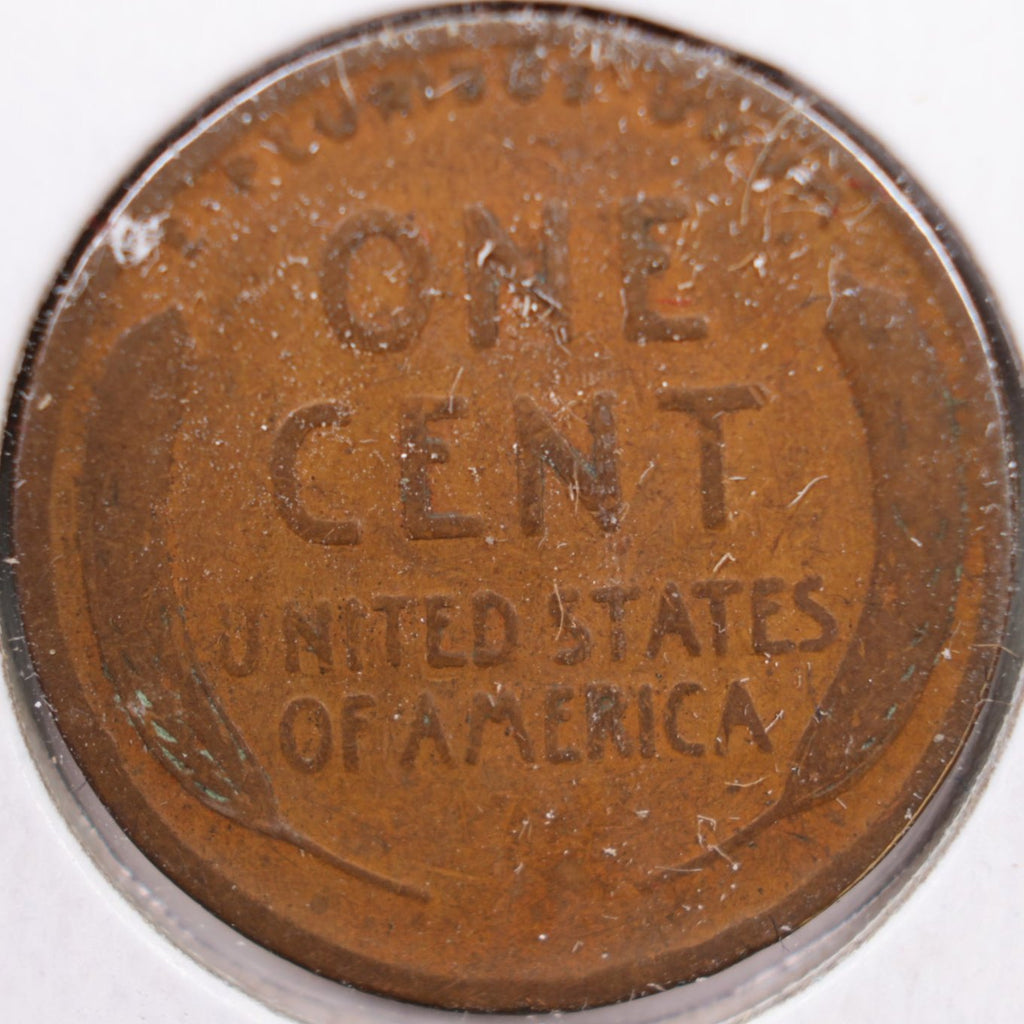 ONE
CENT
UNITED STATES
OF AMERICA